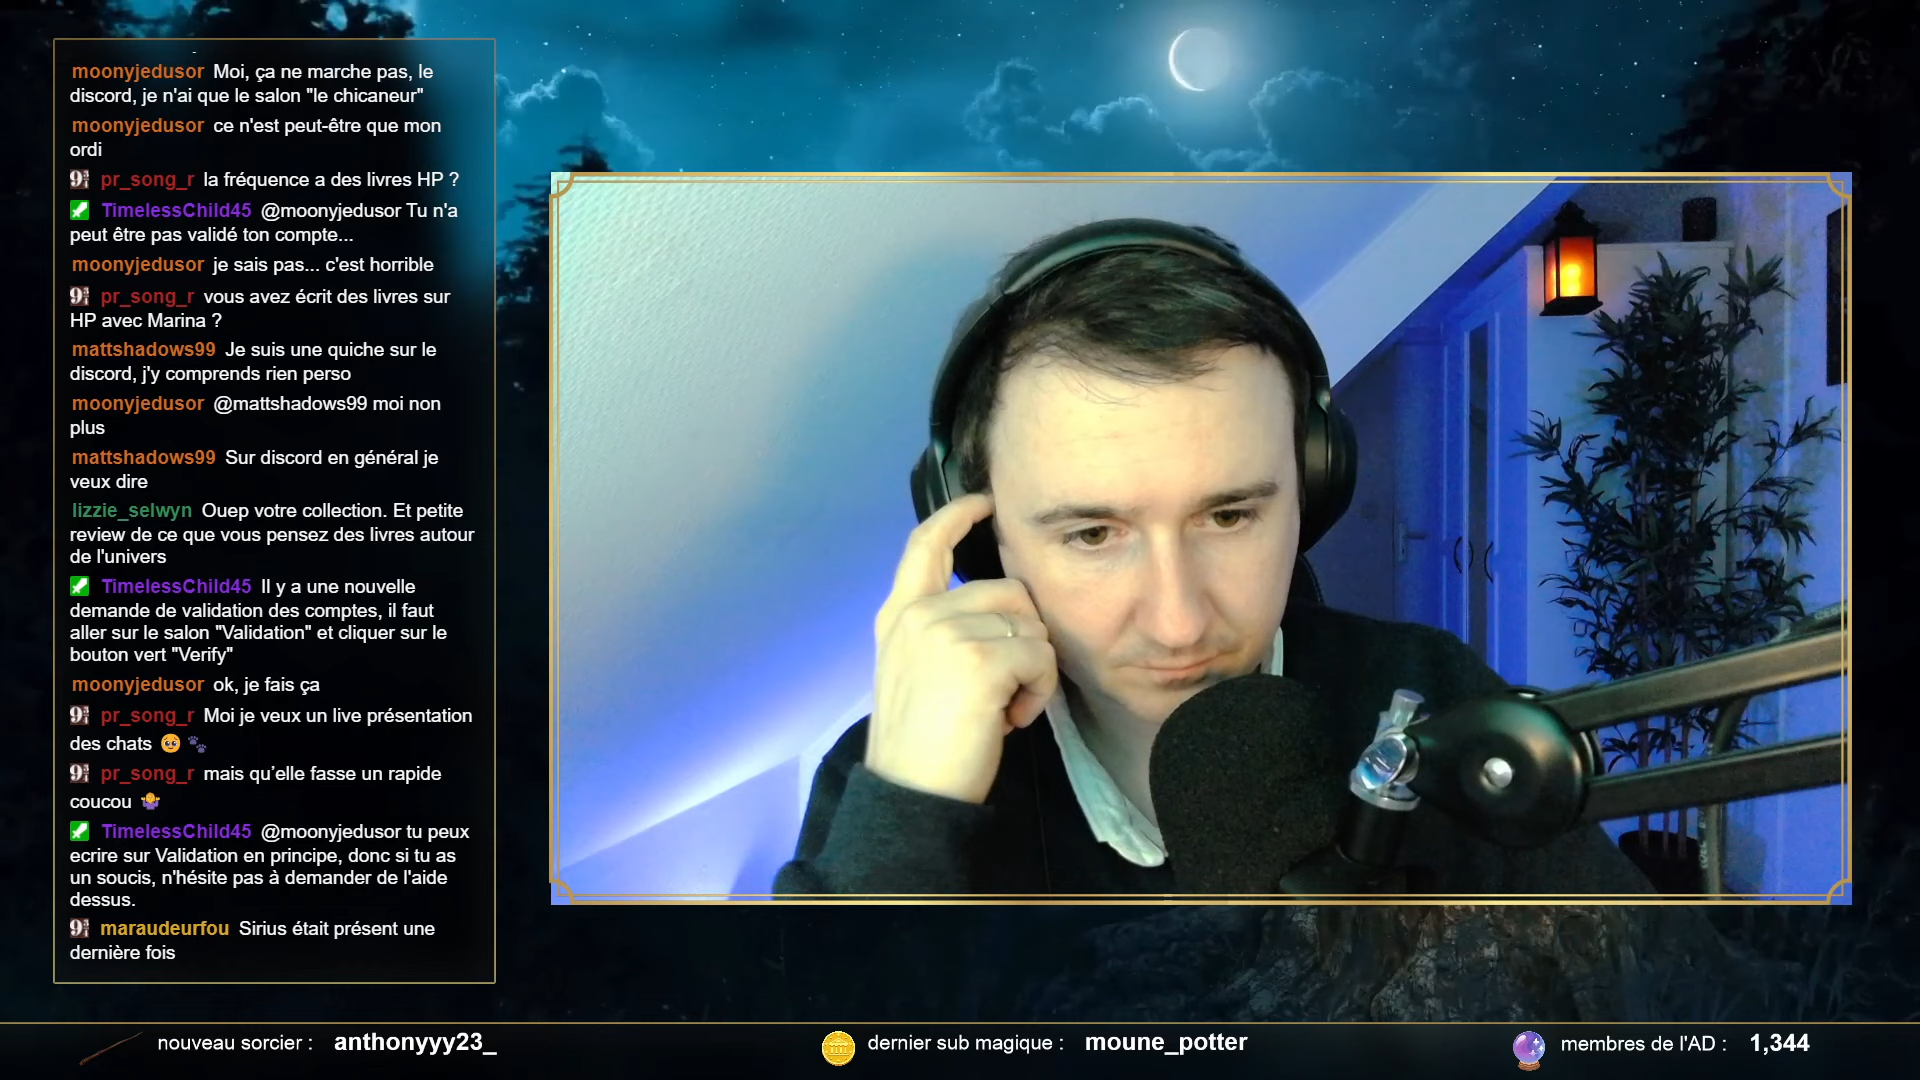 moonyjedusor Moi, ça ne marche pas, le
discord, je n'ai que le salon "le chicaneur"
moonyjedusor ce n'est peut-être que mon
ordi
pr_song_r la fréquence a des livres HP ?
TimelessChild45 @moonyjedusor Tu n'a
peut être pas validé ton compte...
moonyjedusor je sais pas... c'est horrible
pr_song_r vous avez écrit des livres sur
HP avec Marina ?
mattshadows99 Je suis une quiche sur le
discord, j'y comprends rien perso
moonyjedusor @mattshadows99 moi non
plus
mattshadows99 Sur discord en général je
veux dire
lizzie_selwyn Ouep votre collection. Et petite
review de ce que vous pensez des livres autour
de l'univers
TimelessChild45 Il y a une nouvelle
demande de validation des comptes, il faut
aller sur le salon "Validation" et cliquer sur le
bouton vert "Verify"
moonyjedusor ok, je fais ça
pr_song_r Moi je veux un live présentation
des chats 🥺 🐾
pr_song_r mais qu’elle fasse un rapide
coucou 🤷
TimelessChild45 @moonyjedusor tu peux
ecrire sur Validation en principe, donc si tu as
un soucis, n'hésite pas à demander de l'aide
dessus.
maraudeurfou Sirius était présent une
dernière fois
nouveau sorcier : anthonyyy23_
dernier sub magique : moune_potter
membres de l'AD : 1,344